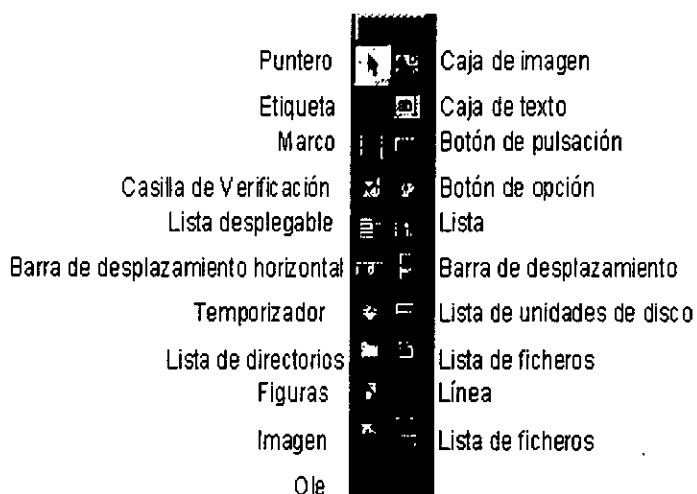 Puntero Caja de imagen
Etiqueta Caja de texto
Marco Botón de pulsación
Casilla de Verificación Botón de opción
Lista desplegable Lista
Barra de desplazamiento horizontal Barra de desplazamiento
Temporizador Lista de unidades de disco
Lista de directorios Lista de ficheros
Figuras Línea
Imagen Lista de ficheros
Ole